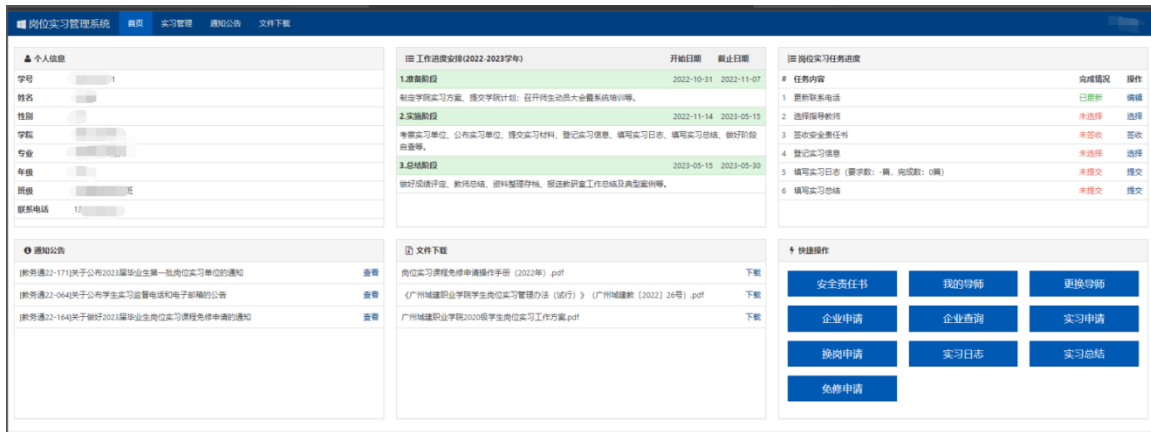 岗位实习管理系统 首页 实习管理 通知公告 文件下载
个人信息
学号 1
姓名
性别
学院
专业
年级
班级 班
联系电话 13
工作进度安排(2022-2023学年) 开始日期 截止日期
1.准备阶段 2022-10-31 2022-11-07
制定学院实习方案、提交学院计划；召开师生动员大会暨系统培训等。
2.实施阶段 2022-11-14 2023-05-15
考察实习单位、公布实习单位、提交实习材料、登记实习信息、填写实习日志、填写实习总结、做好阶段
自查等。
3.总结阶段 2023-05-15 2023-05-30
做好成绩评定、教师总结、资料整理存档、报送教研室工作总结及典型案例等。
岗位实习任务进度
# 任务内容 完成情况 操作
1 更新联系电话 已更新 编辑
2 选择指导教师 未选择 选择
3 签收安全责任书 未签收 签收
4 登记实习信息 未选择 选择
5 填写实习日志（要求数：-篇，完成数：0篇） 未提交 提交
6 填写实习总结 未提交 提交
通知公告
[教务通22-171]关于公布2023届毕业生第一批岗位实习单位的通知 查看
[教务通22-064]关于公布学生实习监督电话和电子邮箱的公告 查看
[教务通22-164]关于做好2023届毕业生岗位实习课程免修申请的通知 查看
文件下载
岗位实习课程免修申请操作手册（2022年）.pdf 下载
《广州城建职业学院学生岗位实习管理办法（试行）》（广州城建教〔2022〕26号）.pdf 下载
广州城建职业学院2020级学生岗位实习工作方案.pdf 下载
快捷操作
安全责任书 我的导师 更换导师
企业申请 企业查询 实习申请
换岗申请 实习日志 实习总结
免修申请